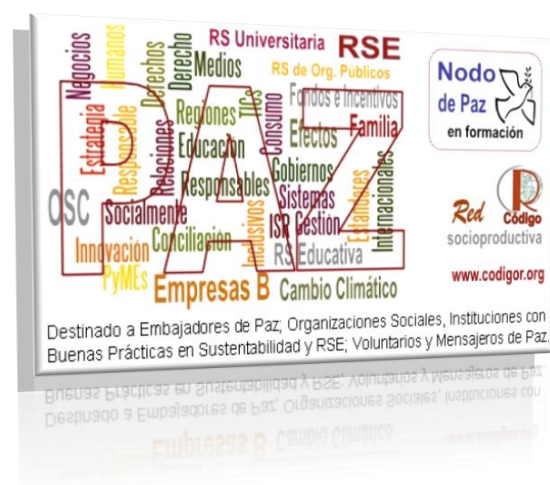 RS Universitaria
RSE
RS de Org. Públicos
Negocios
Humanos
Derechos
Derecho
Medios
Fondos e Incentivos
Estrategia
Responsable
Relaciones
Regiones
TICs
Consumo
Efectos
Familia
Educacion
Responsables
Gobiernos
Sistemas
Estandares
Internacionales
OSC
Socialmente
Inclusivos
ISR
Gestión
Innovación
Conciliación
RS Educativa
PyMEs
Empresas B
Cambio Climático
PAZ
Nodo
de Paz
en formación
Red
Código
socioproductiva
www.codigor.org
Destinado a Embajadores de Paz; Organizaciones Sociales, Instituciones con
Buenas Prácticas en Sustentabilidad y RSE; Voluntarios y Mensajeros de Paz.